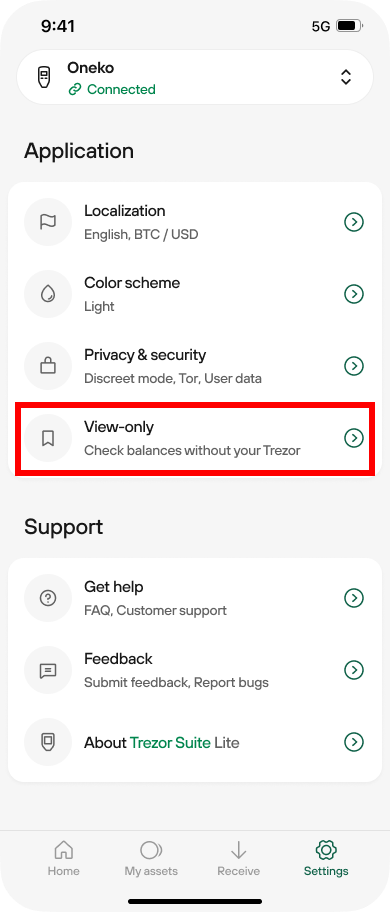 9:41
5G
Oneko
Connected
Application
Localization
English, BTC / USD
Color scheme
Light
Privacy & security
Discreet mode, Tor, User data
View-only
Check balances without your Trezor
Support
Get help
FAQ, Customer support
Feedback
Submit feedback, Report bugs
About Trezor Suite Lite
Home
My assets
Receive
Settings